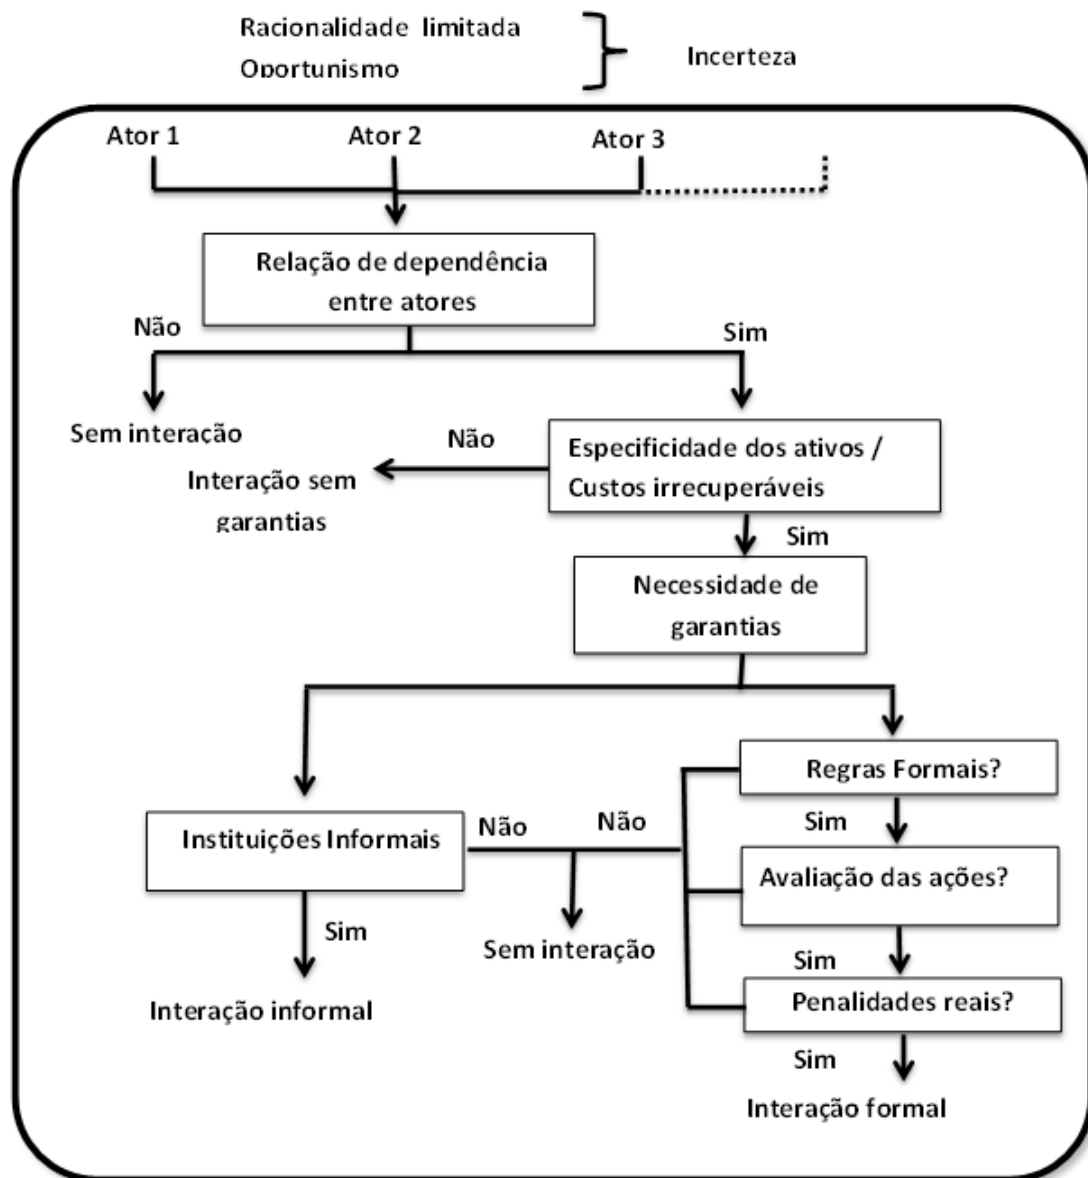 Racionalidade limitada
Oportunismo
Incerteza
Ator 1
Ator 2
Ator 3
Relação de dependência
entre atores
Não
Sim
Sem interação
Não
Especificidade dos ativos /
Custos irrecuperáveis
Interação sem
garantias
Sim
Necessidade de
garantias
Regras Formais?
Sim
Instituições Informais
Não
Não
Avaliação das ações?
Sim
Sem interação
Sim
Penalidades reais?
Interação informal
Sim
Interação formal